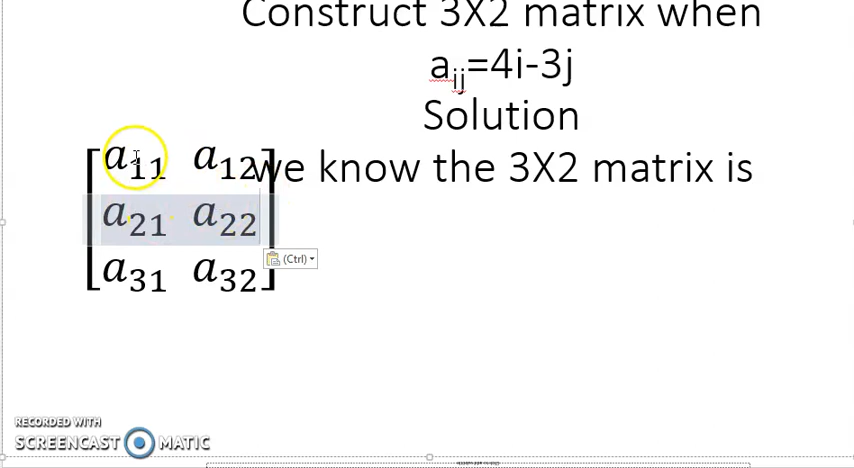 Construct 3X2 matrix when
aij=4i-3j
Solution
we know the 3X2 matrix is
a11 a12
a21 a22
a31 a32
(Ctrl)
RECORDED WITH
SCREENCAST MATIC